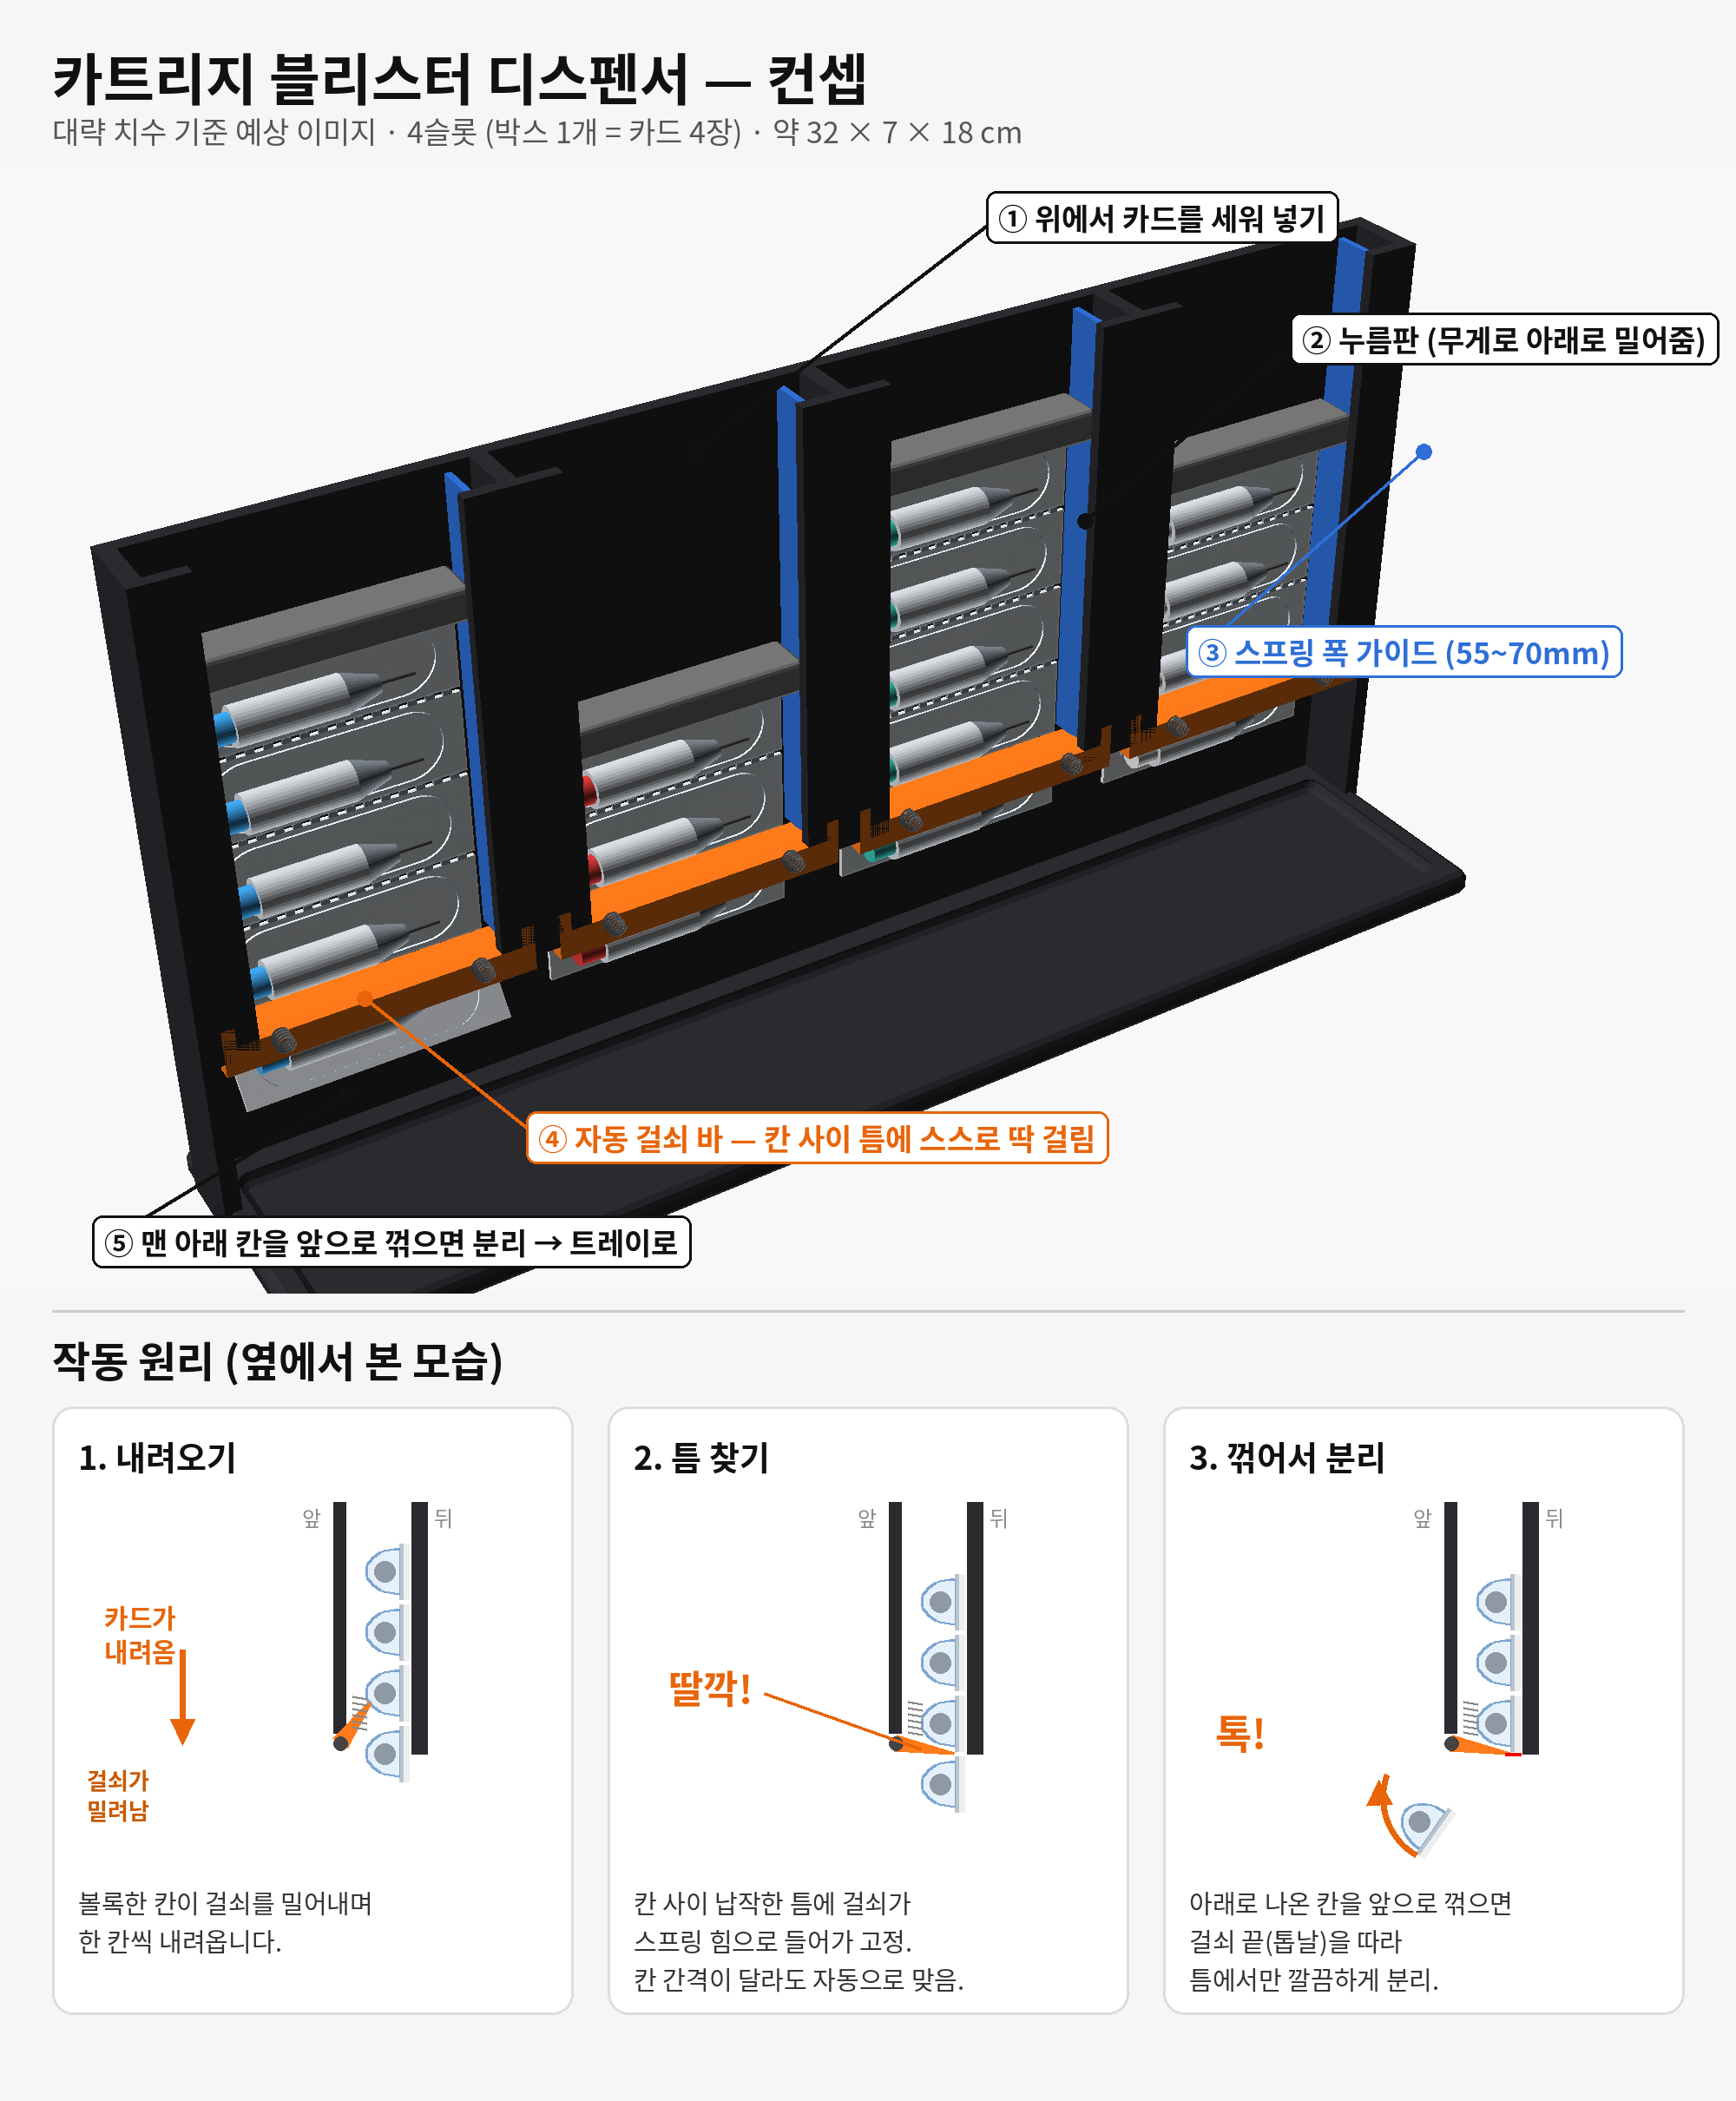 카트리지 블리스터 디스펜서 — 컨셉
대략 치수 기준 예상 이미지 · 4슬롯 (박스 1개 = 카드 4장) · 약 32 × 7 × 18 cm
① 위에서 카드를 세워 넣기
② 누름판 (무게로 아래로 밀어줌)
③ 스프링 폭 가이드 (55~70mm)
④ 자동 걸쇠 바 — 칸 사이 틈에 스스로 딱 걸림
⑤ 맨 아래 칸을 앞으로 꺾으면 분리 → 트레이로
작동 원리 (옆에서 본 모습)
1. 내려오기
앞
뒤
카드가
내려옴
걸쇠가
밀려남
볼록한 칸이 걸쇠를 밀어내며
한 칸씩 내려옵니다.
2. 틈 찾기
앞
뒤
딸깍!
칸 사이 납작한 틈에 걸쇠가
스프링 힘으로 들어가 고정.
칸 간격이 달라도 자동으로 맞음.
3. 꺾어서 분리
앞
뒤
톡!
아래로 나온 칸을 앞으로 꺾으면
걸쇠 끝(톱날)을 따라
틈에서만 깔끔하게 분리.